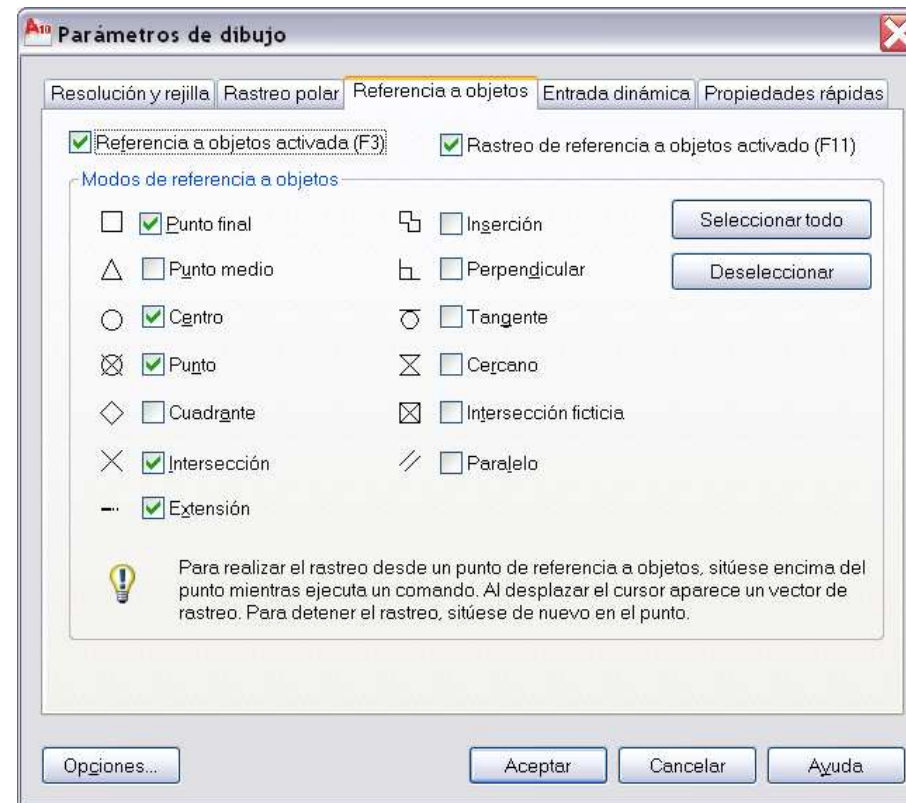 A10 Parámetros de dibujo
Resolución y rejilla Rastreo polar Referencia a objetos Entrada dinámica Propiedades rápidas
Referencia a objetos activada (F3) Rastreo de referencia a objetos activado (F11)
Modos de referencia a objetos
Punto final Inserción Seleccionar todo
Punto medio Perpendicular Deseleccionar
Centro Tangente
Punto Cercano
Cuadrante Intersección ficticia
Intersección Paralelo
Extensión
Para realizar el rastreo desde un punto de referencia a objetos, sitúese encima del
punto mientras ejecuta un comando. Al desplazar el cursor aparece un vector de
rastreo. Para detener el rastreo, sitúese de nuevo en el punto.
Opciones... Aceptar Cancelar Ayuda